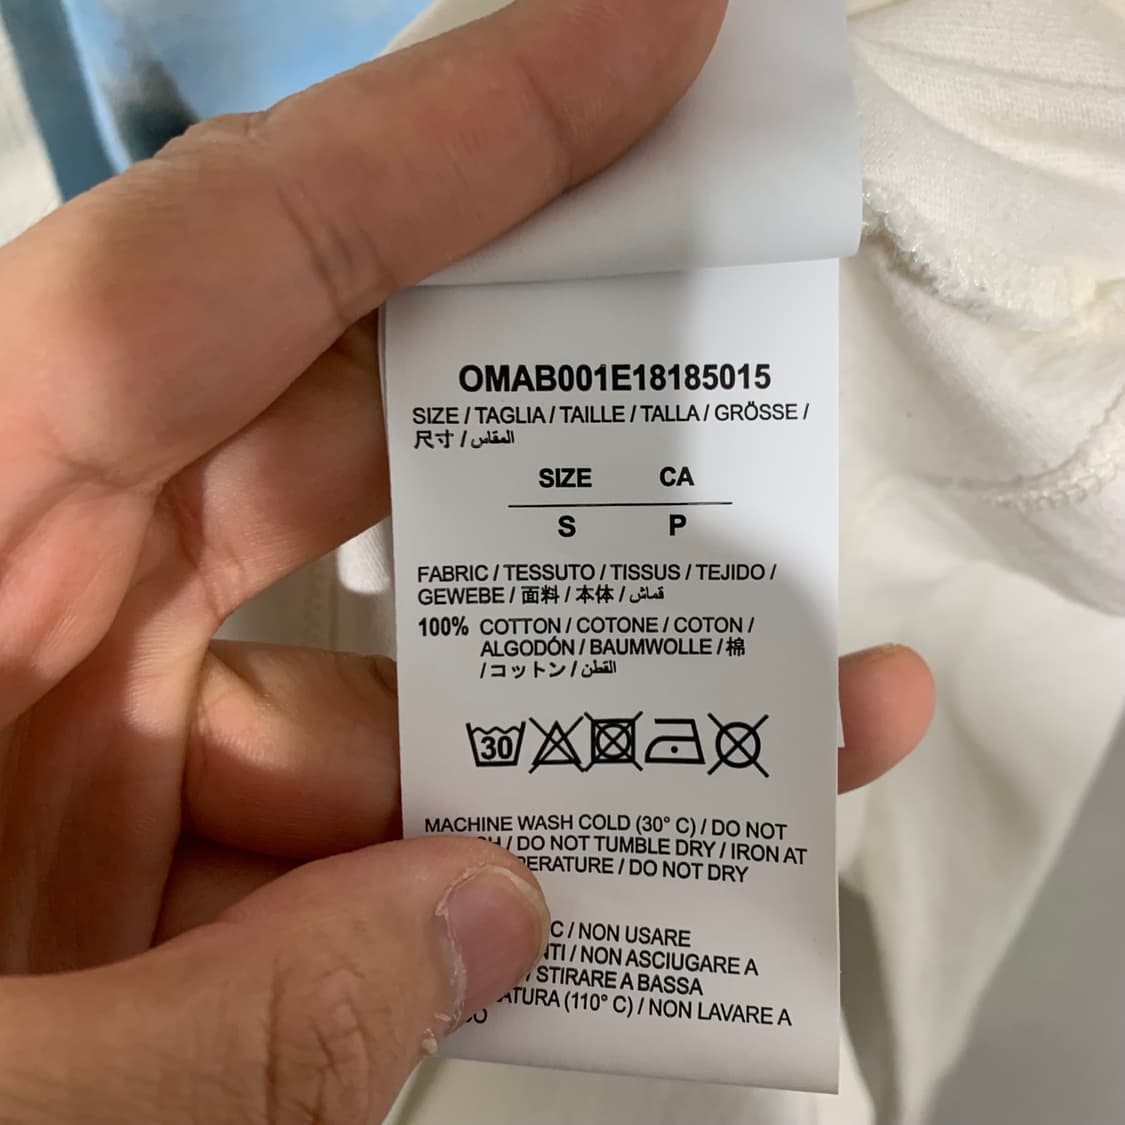 OMAB001E18185015
SIZE / TAGLIA / TAILLE / TALLA / GRÖSSE /
尺寸 / المقاس
SIZE CA
S P
FABRIC / TESSUTO / TISSUS / TEJIDO /
GEWEBE / 面料 / 本体 / قماش
100% COTTON / COTONE / COTON /
ALGODÓN / BAUMWOLLE / 棉
/ コットン / القطن
30
MACHINE WASH COLD (30° C) / DO NOT
/ DO NOT TUMBLE DRY / IRON AT
/ DO NOT DRY
C / NON USARE
/ NON ASCIUGARE A
/ STIRARE A BASSA
(110° C) / NON LAVARE A